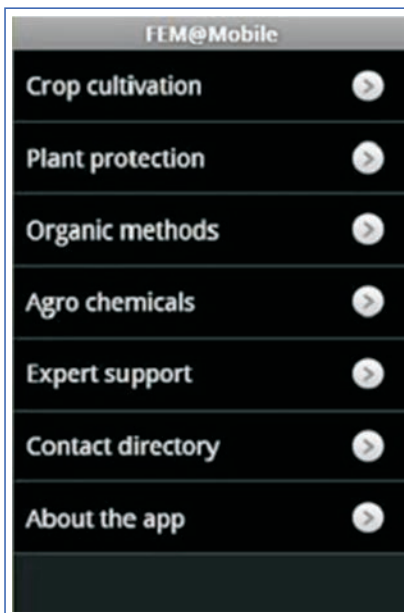 FEM@Mobile
Crop cultivation
Plant protection
Organic methods
Agro chemicals
Expert support
Contact directory
About the app